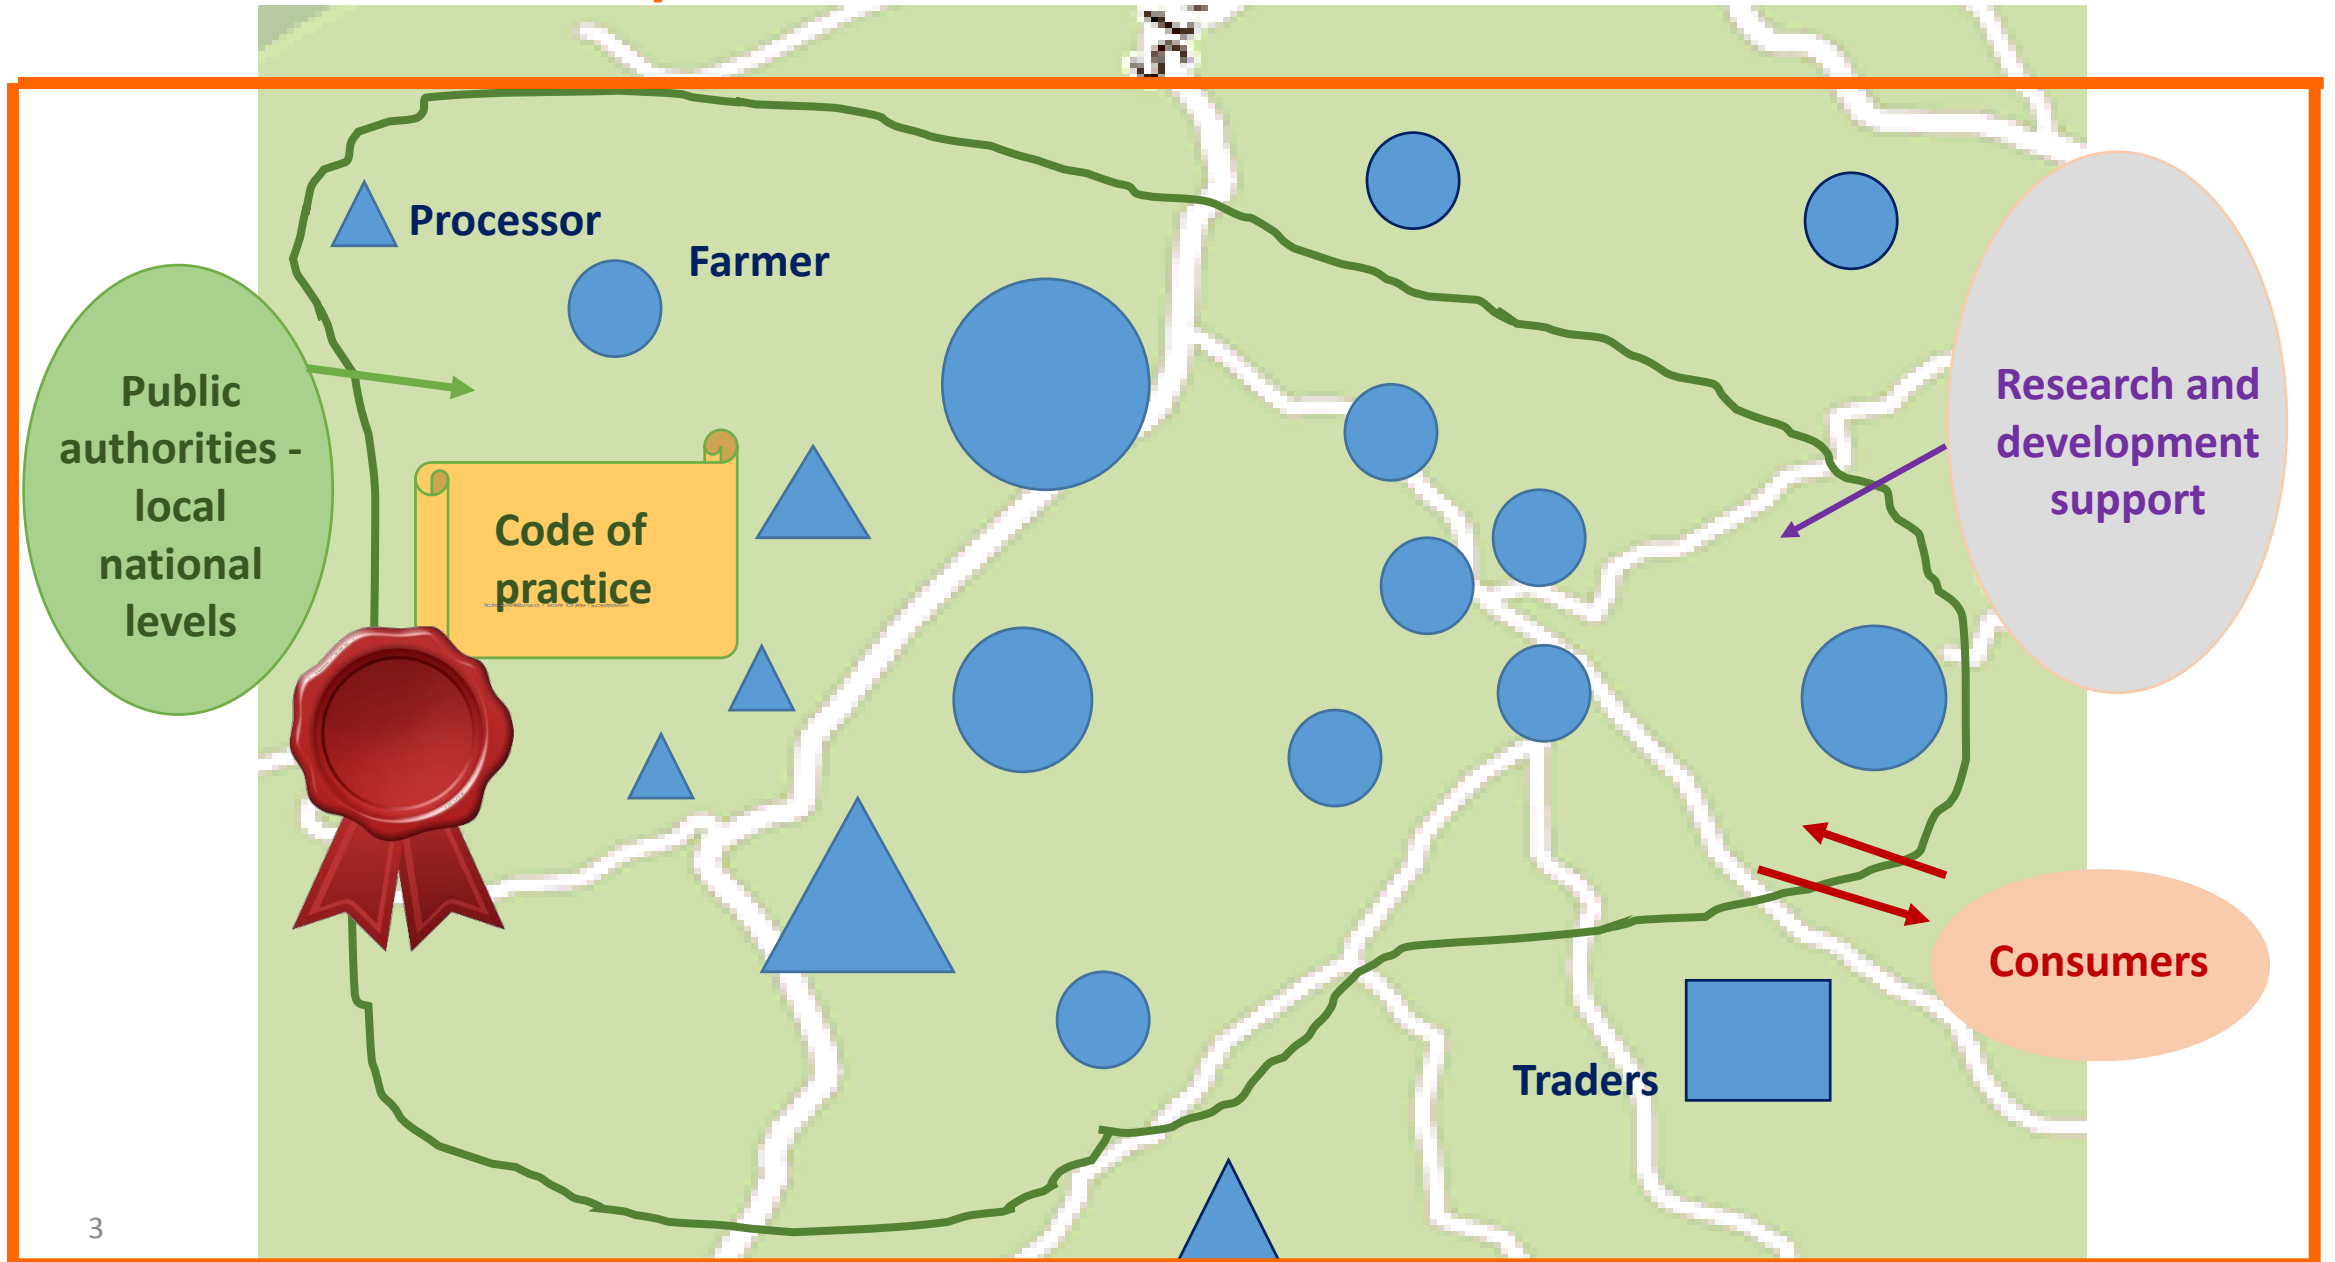 Processor
Farmer
Public
authorities -
local
national
levels
Code of
practice
Research and
development
support
Consumers
Traders
3